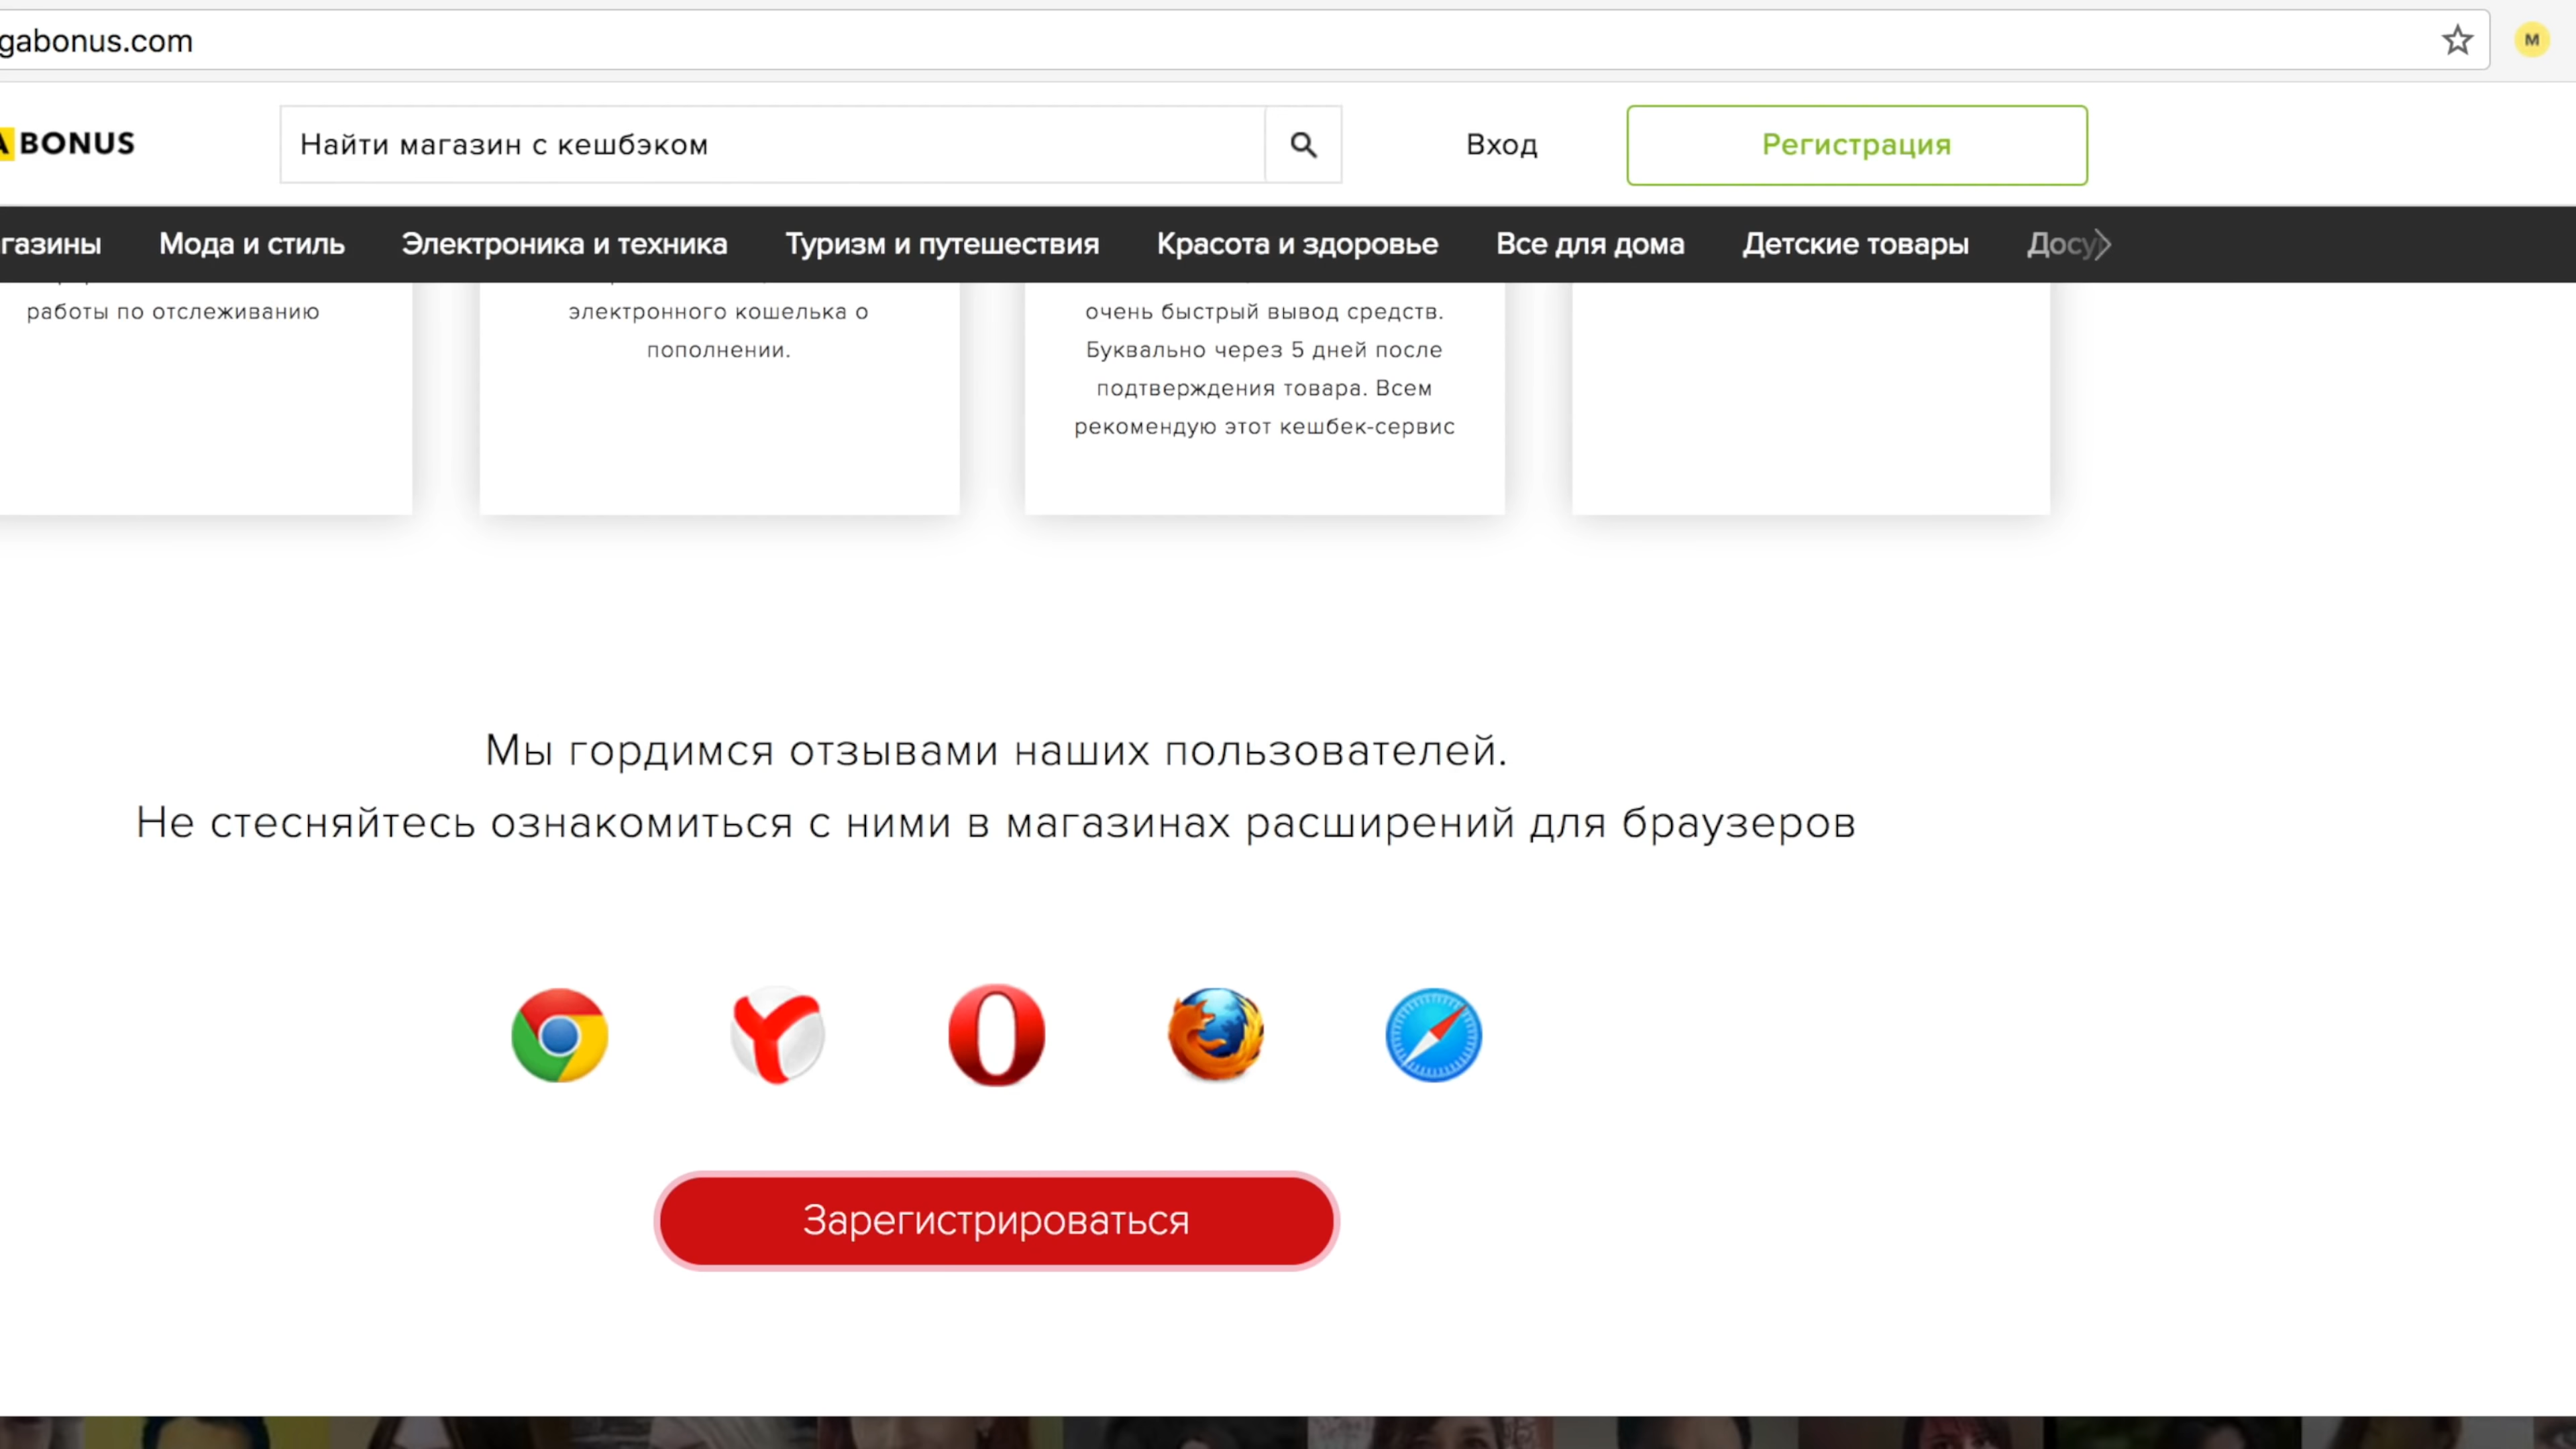 gabonus.com
M
BONUS
Найти магазин с кешбэком
Вход
Регистрация
газины Мода и стиль Электроника и техника Туризм и путешествия Красота и здоровье Все для дома Детские товары Досу
работы по отслеживанию
электронного кошелька о
пополнении.
очень быстрый вывод средств.
Буквально через 5 дней после
подтверждения товара. Всем
рекомендую этот кешбек-сервис
Мы гордимся отзывами наших пользователей.
Не стесняйтесь ознакомиться с ними в магазинах расширений для браузеров
Зарегистрироваться